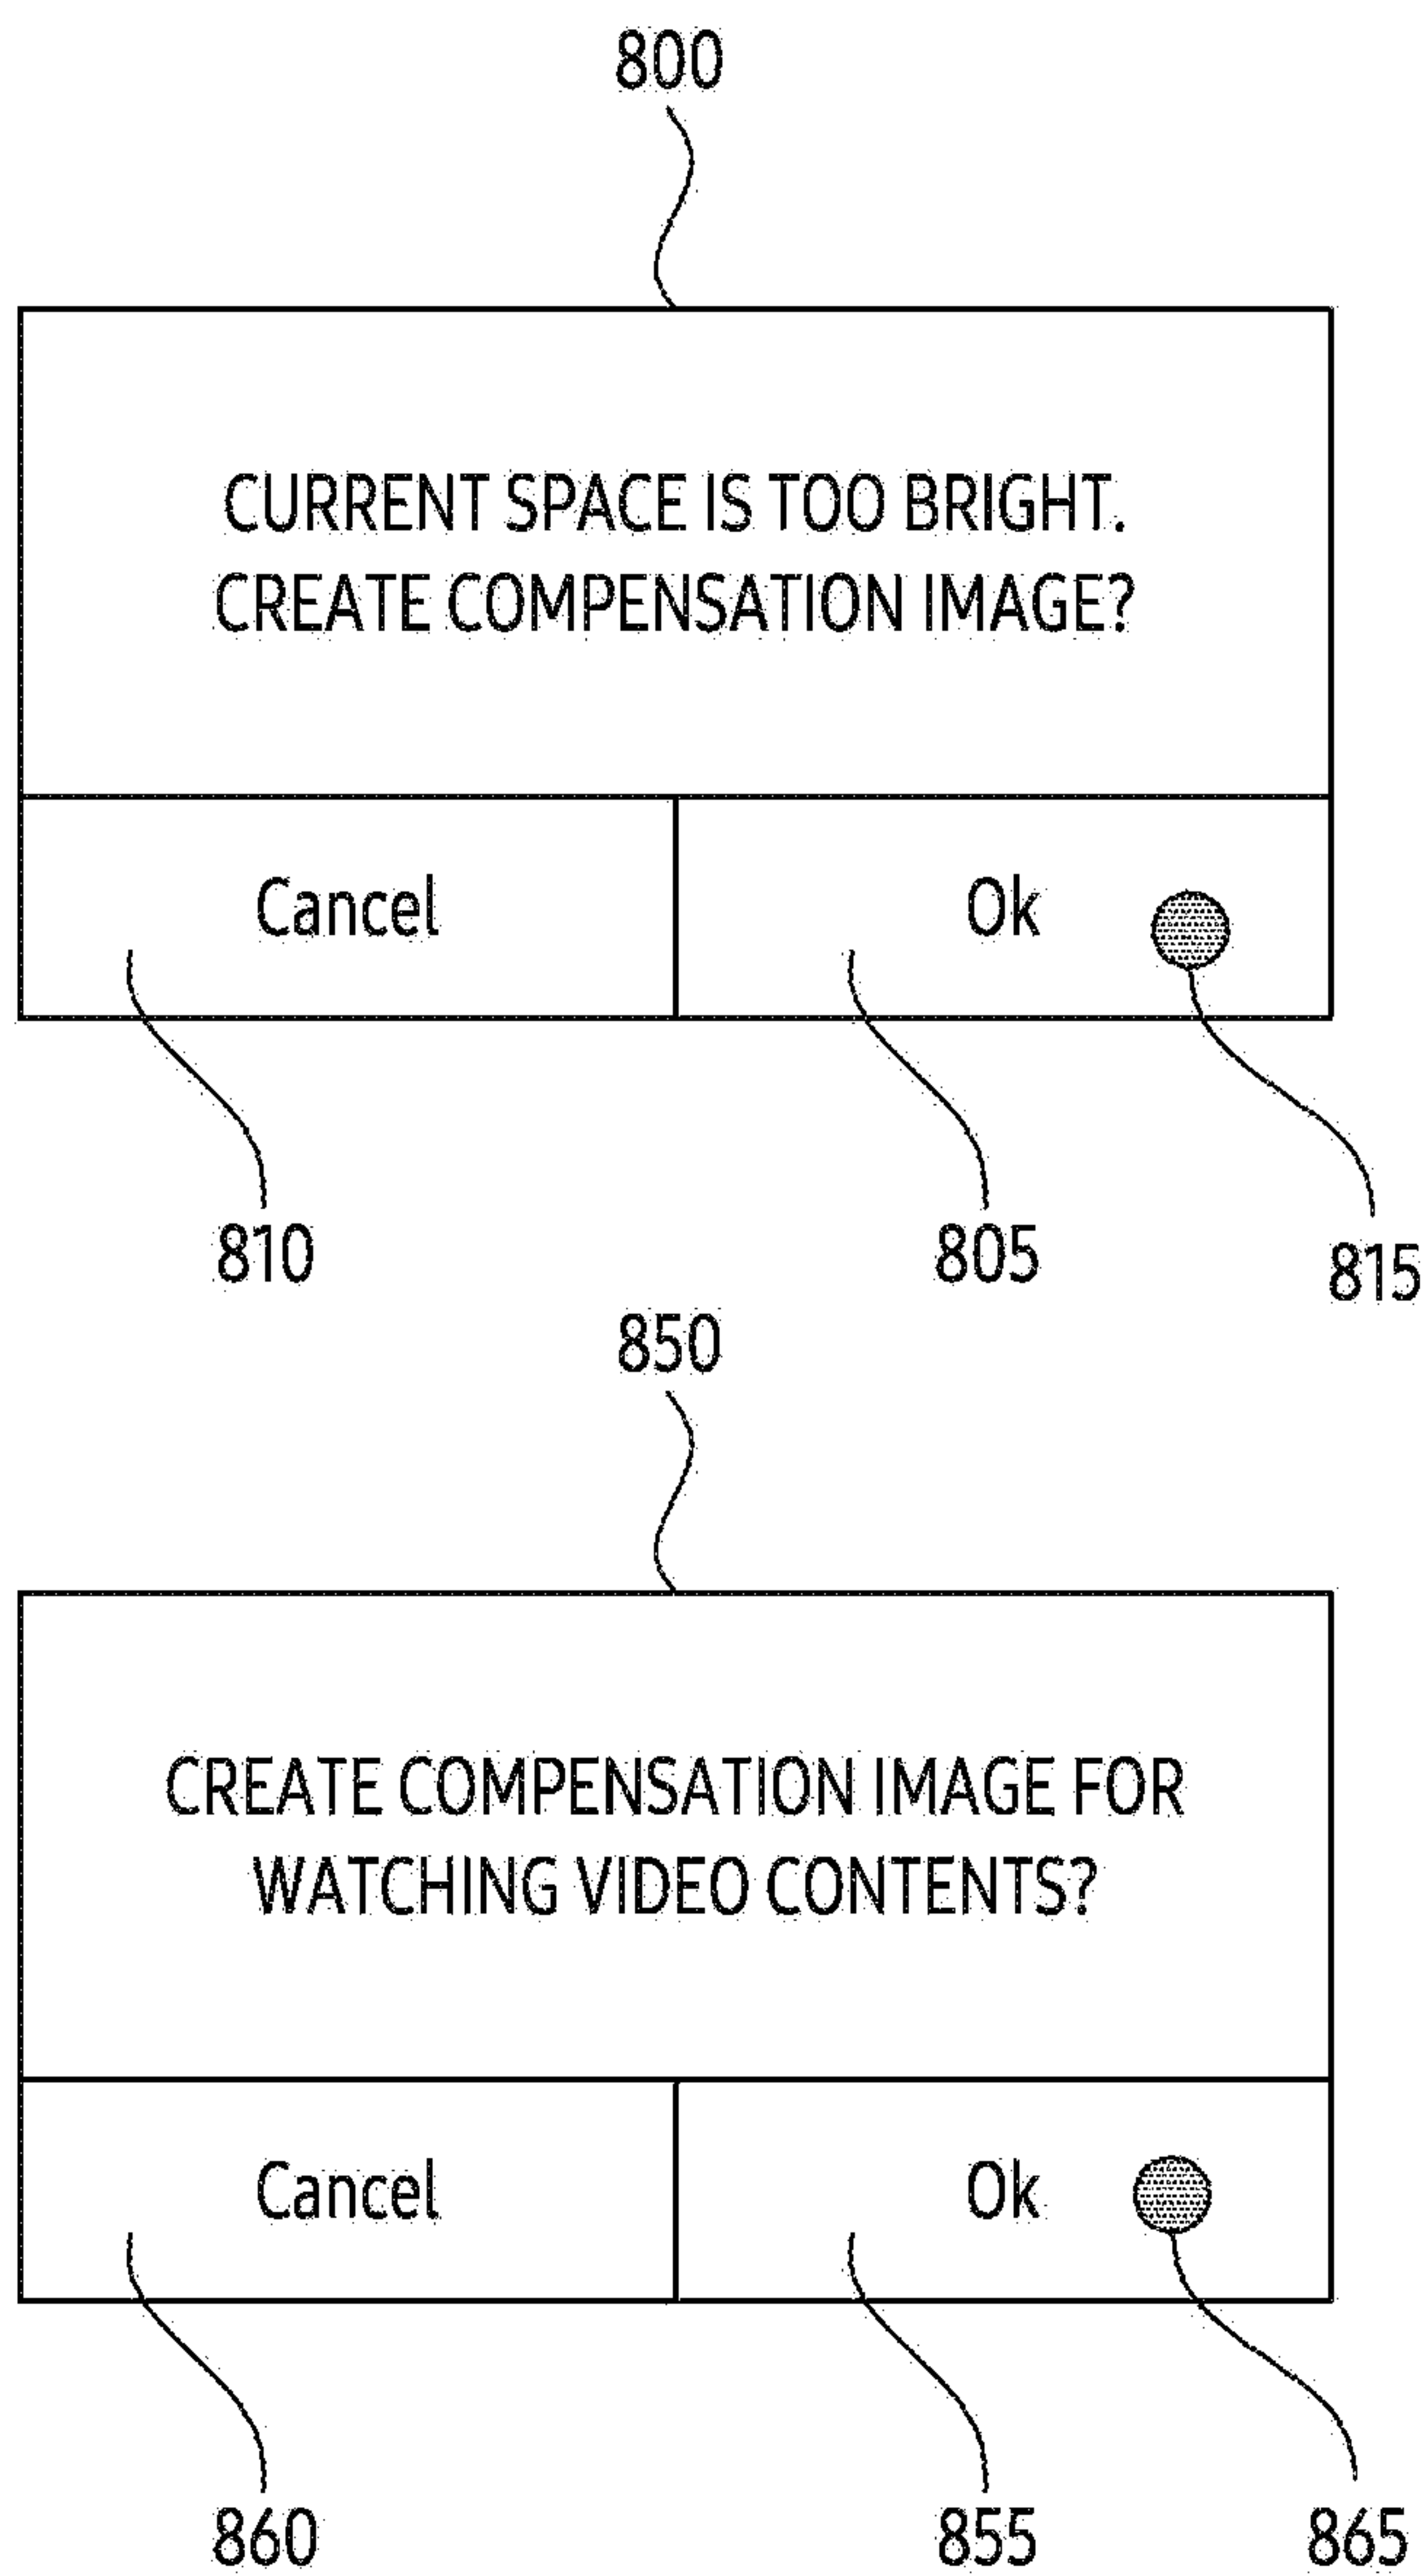 800
CURRENT SPACE IS TOO BRIGHT.
CREATE COMPENSATION IMAGE?
Cancel
Ok
810
805
815
850
CREATE COMPENSATION IMAGE FOR
WATCHING VIDEO CONTENTS?
Cancel
Ok
860
855
865